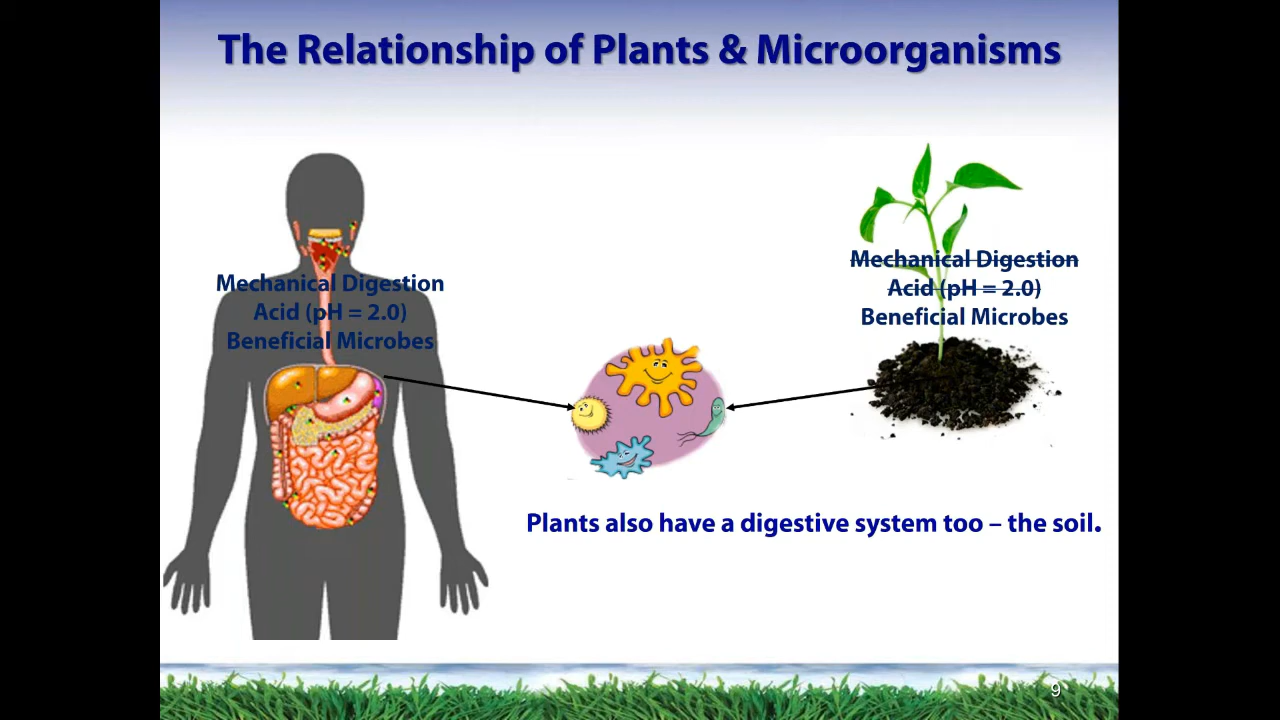 The Relationship of Plants & Microorganisms
Mechanical Digestion
Acid (pH = 2.0)
Beneficial Microbes
Mechanical Digestion
Acid (pH = 2.0)
Beneficial Microbes
Plants also have a digestive system too – the soil.
9